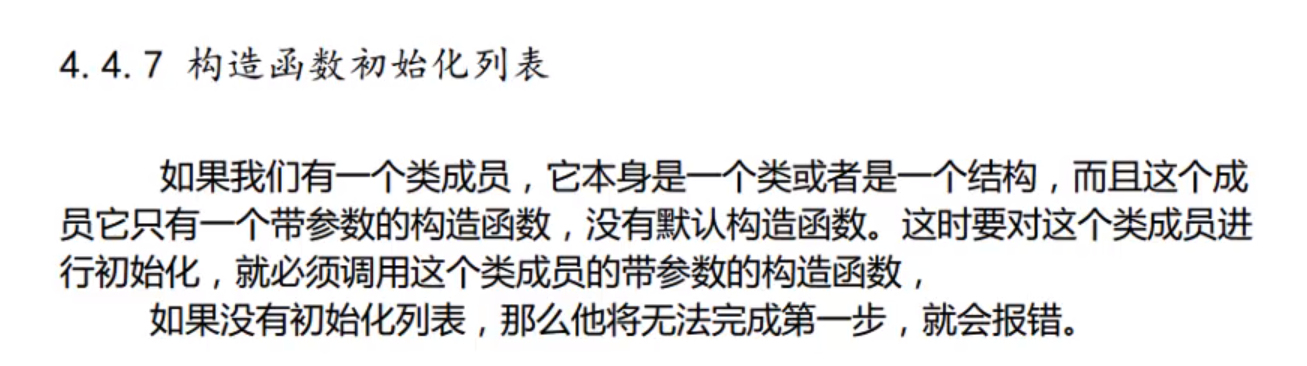 4.4.7 构造函数初始化列表
如果我们有一个类成员，它本身是一个类或者是一个结构，而且这个成
员它只有一个带参数的构造函数，没有默认构造函数。这时要对这个类成员进
行初始化，就必须调用这个类成员的带参数的构造函数，
如果没有初始化列表，那么他将无法完成第一步，就会报错。